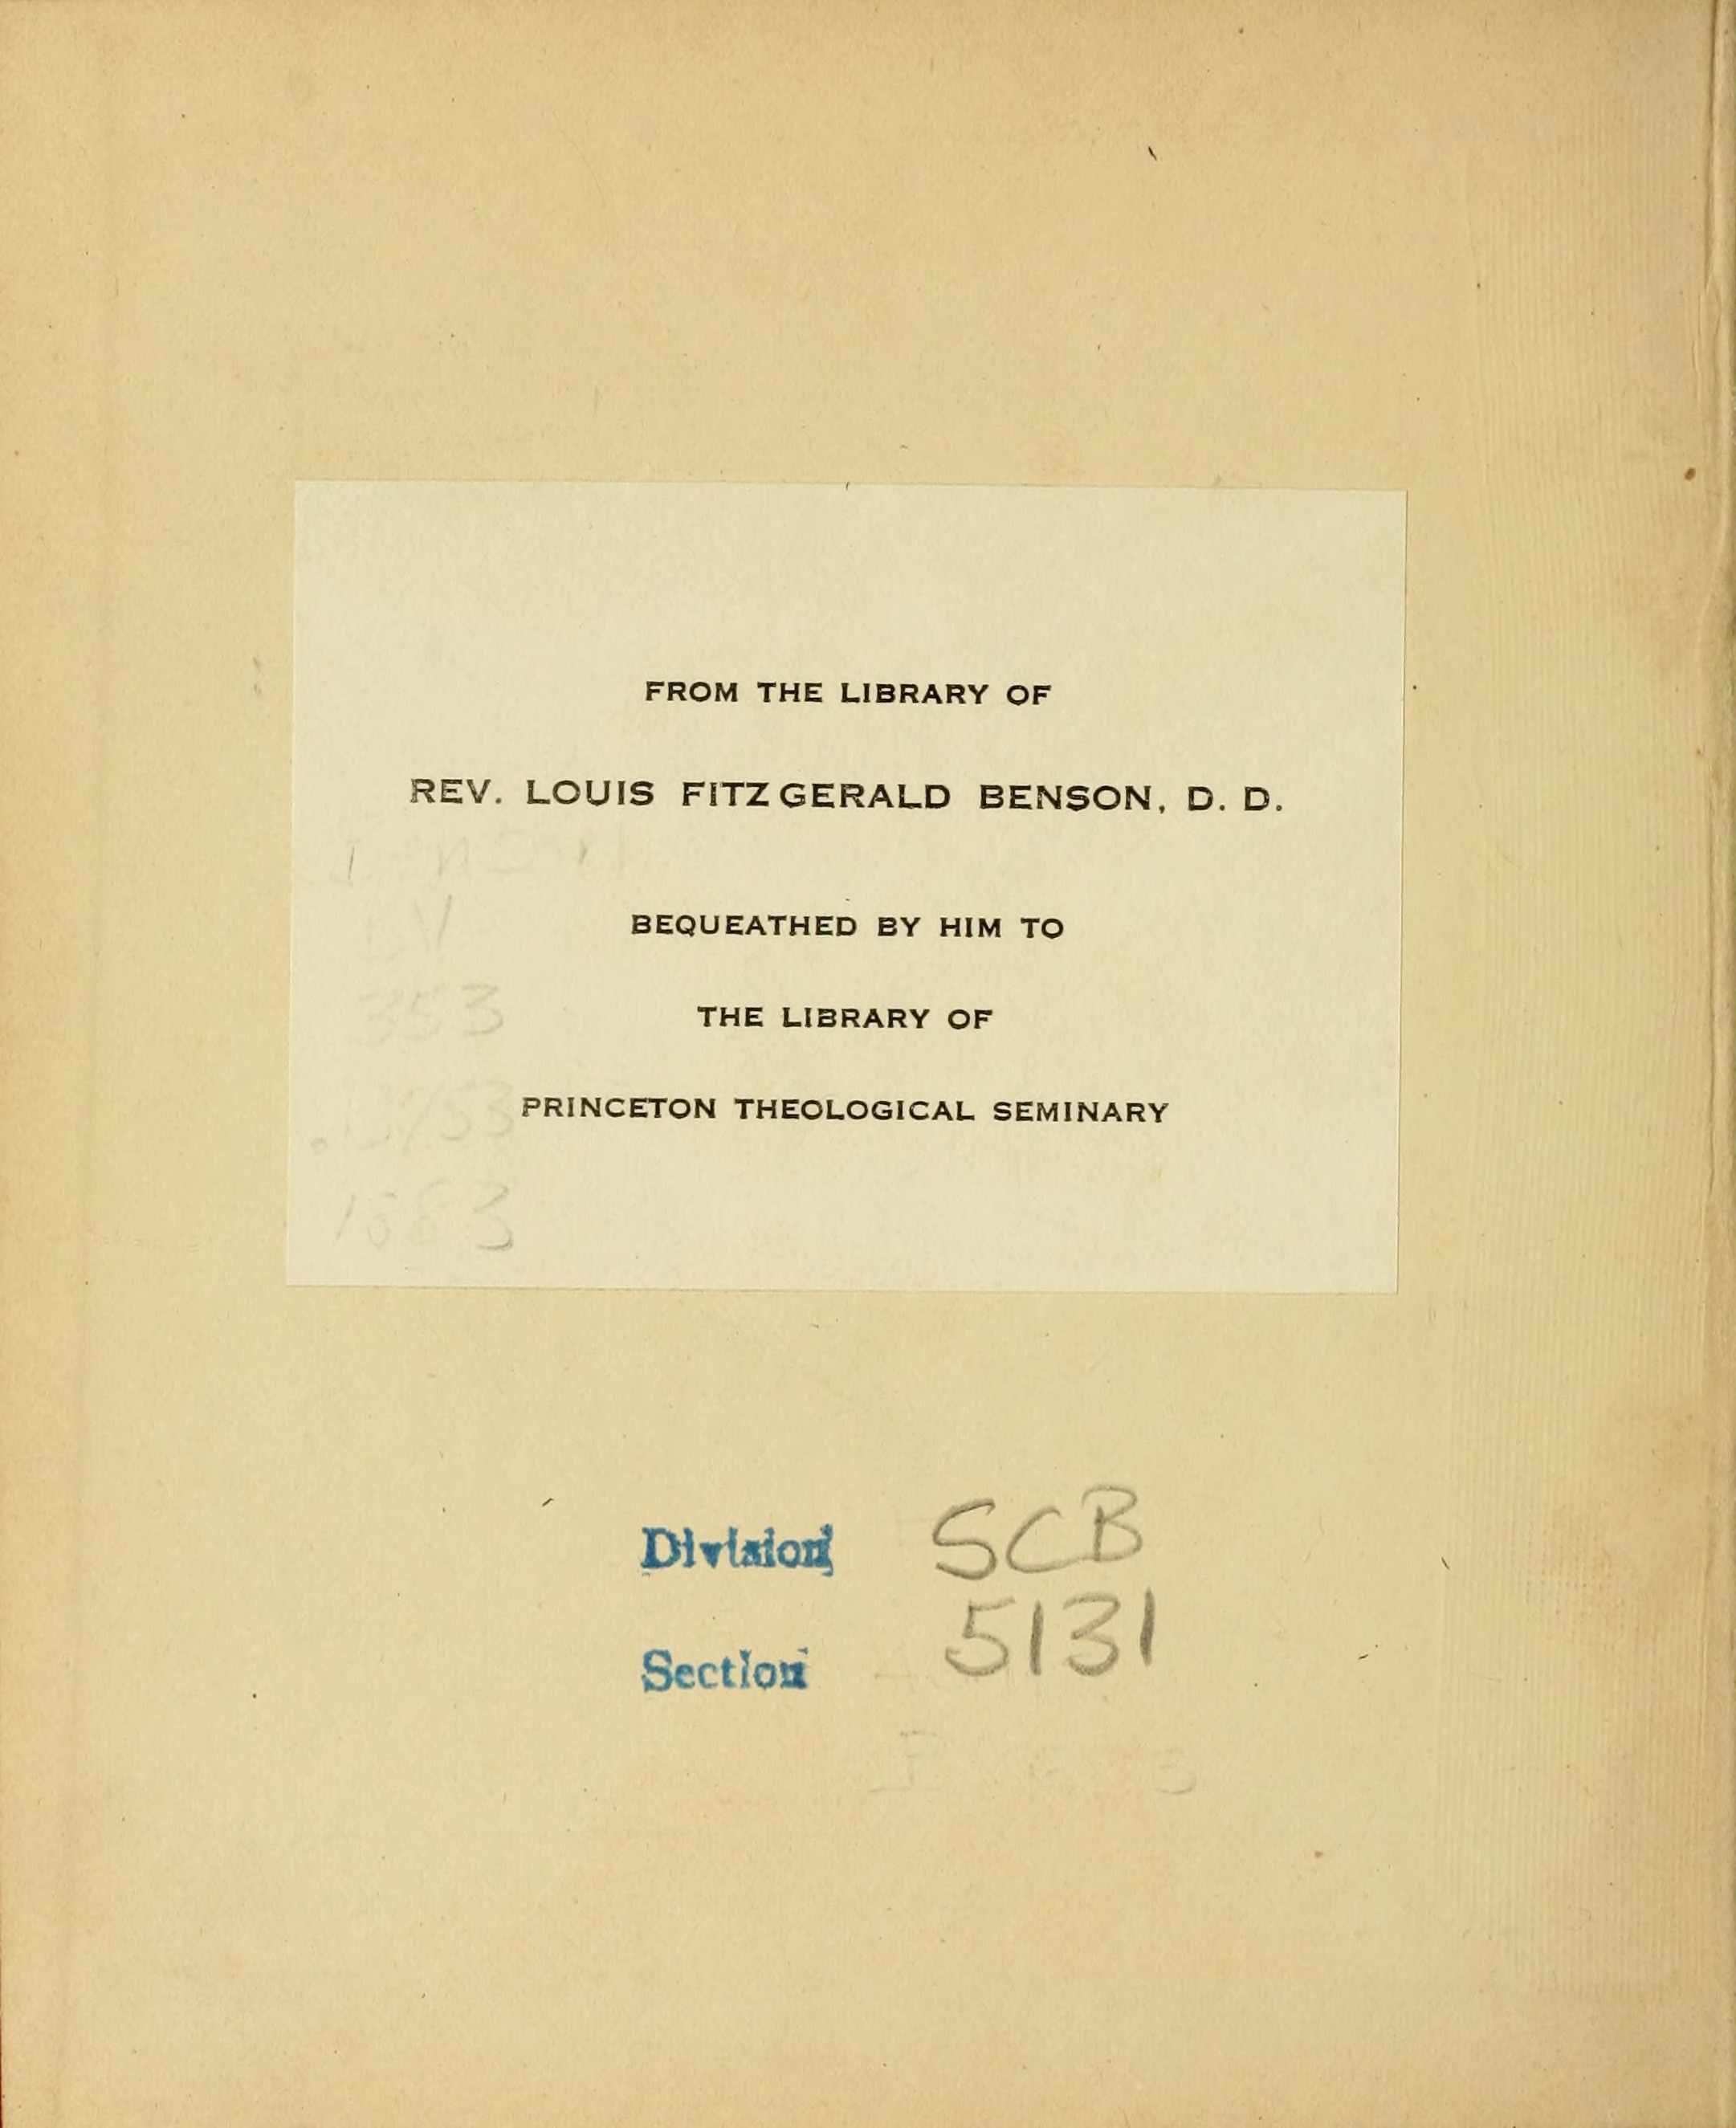 FROM THE LIBRARY OF
REV. LOUIS FITZGERALD BENSON, D. D.
BEQUEATHED BY HIM TO
THE LIBRARY OF
PRINCETON THEOLOGICAL SEMINARY
353
Division SCB
Section 5131